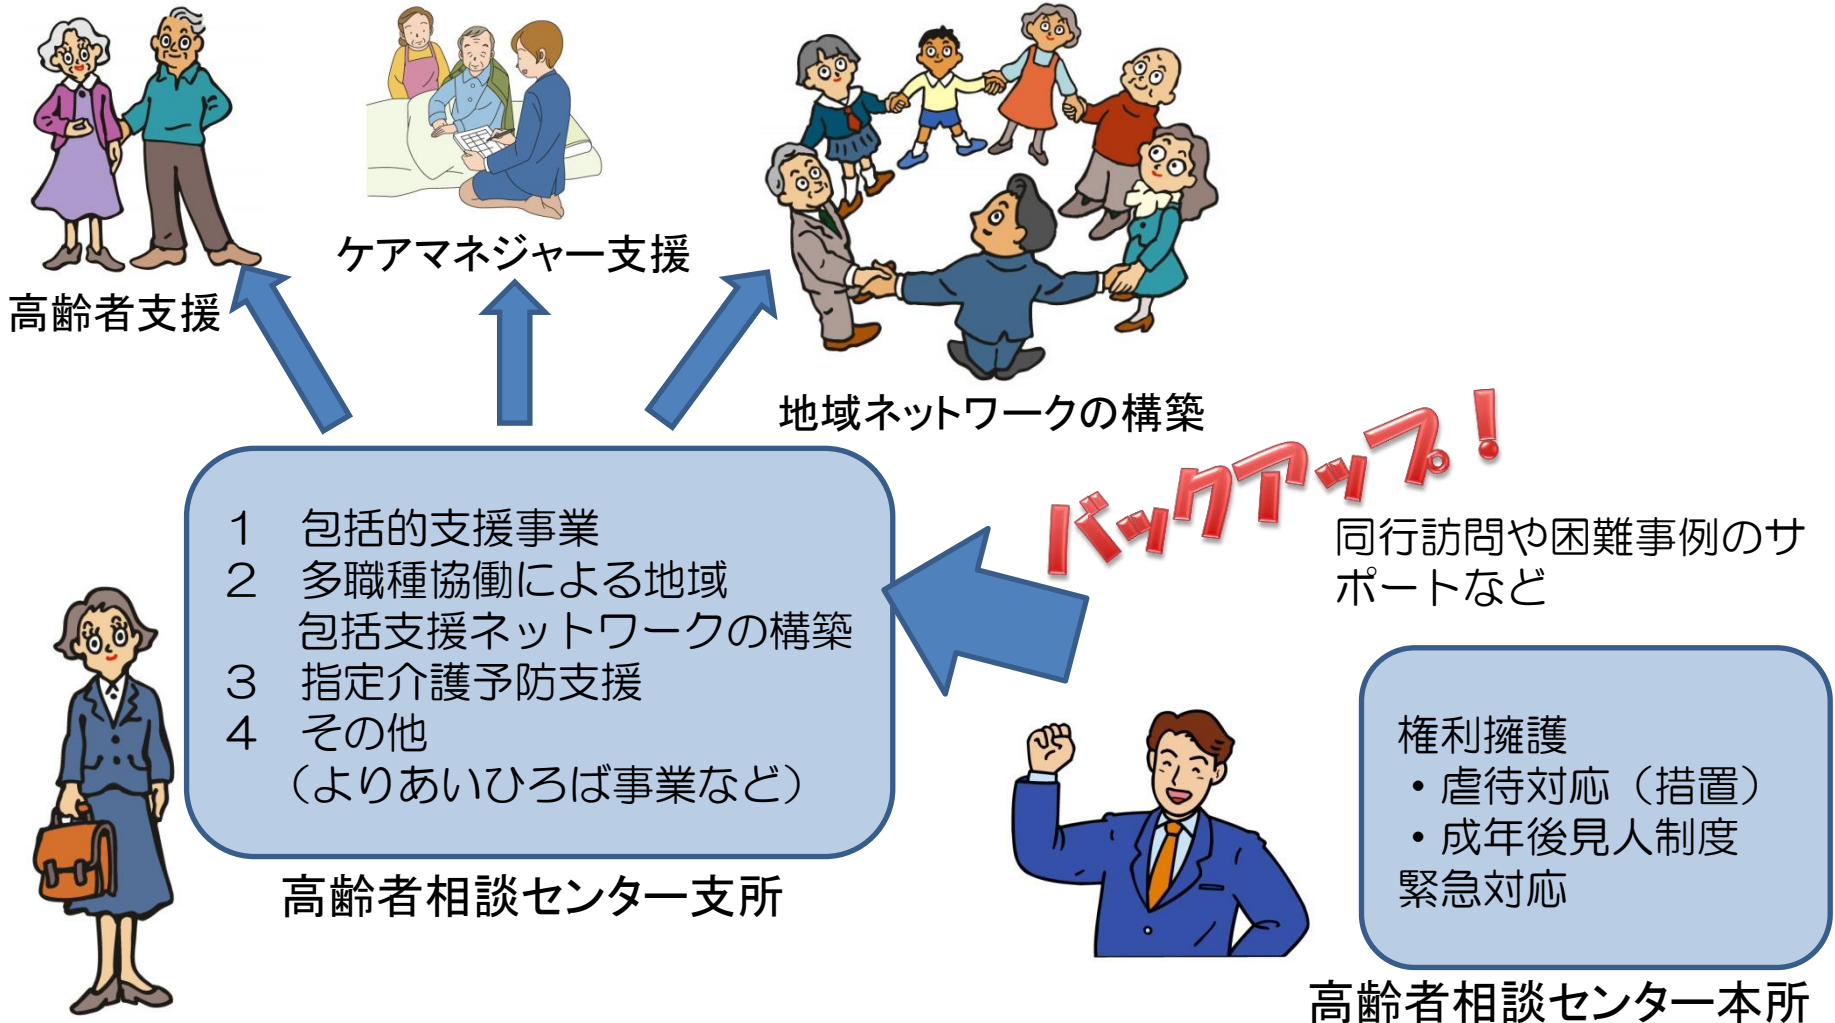 ケアマネジャー支援
高齢者支援
地域ネットワークの構築
バックアップ！
同行訪問や困難事例のサ
ポートなど
１　包括的支援事業
２　多職種協働による地域
包括支援ネットワークの構築
３　指定介護予防支援
４　その他
（よりあいひろば事業など）
高齢者相談センター支所
権利擁護
・虐待対応（措置）
・成年後見人制度
緊急対応
高齢者相談センター本所